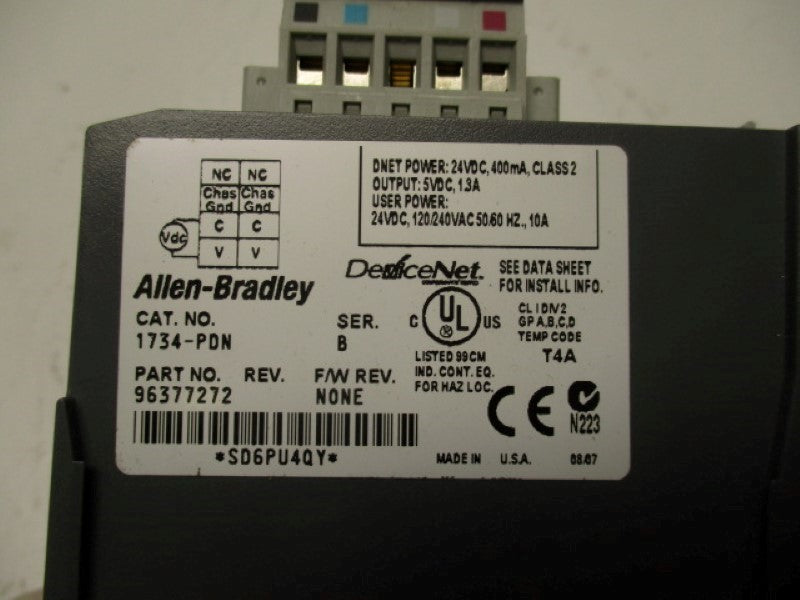 NC NC
Chas Chas
Gnd Gnd
C C
Vdc
V V
DNET POWER: 24VDC, 400mA, CLASS 2
OUTPUT: 5VDC, 1.3A
USER POWER:
24VDC, 120/240VAC 50/60 HZ., 10A
Allen-Bradley
DeviceNet.
SEE DATA SHEET
FOR INSTALL INFO.
CAT. NO. SER.
1734-PDN B
C UL US
®
CL I DIV 2
GP A,B,C,D
TEMP CODE
T4A
LISTED 99CM
IND. CONT. EQ.
FOR HAZ LOC.
PART NO. REV. F/W REV.
96377272 NONE
CE
N223
*SD6PU4QY*
MADE IN U.S.A. 08.07